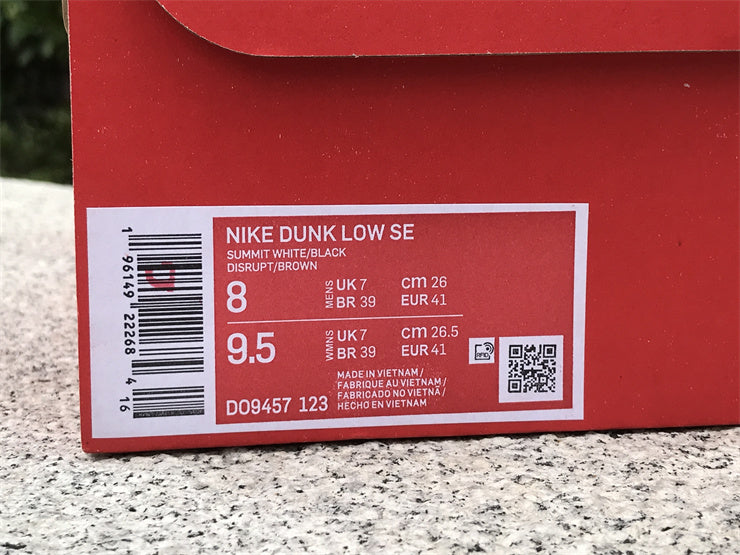 NIKE DUNK LOW SE
SUMMIT WHITE/BLACK
DISRUPT/BROWN
8
MENS
UK 7 cm 26
BR 39 EUR 41
9.5
WMNS
UK 7 cm 26.5
BR 39 EUR 41
RFID
MADE IN VIETNAM /
FABRIQUE AU VIETNAM /
FABRICADO NO VIETNÃ /
HECHO EN VIETNAM
DO9457 123
1 96149 22268 4 16